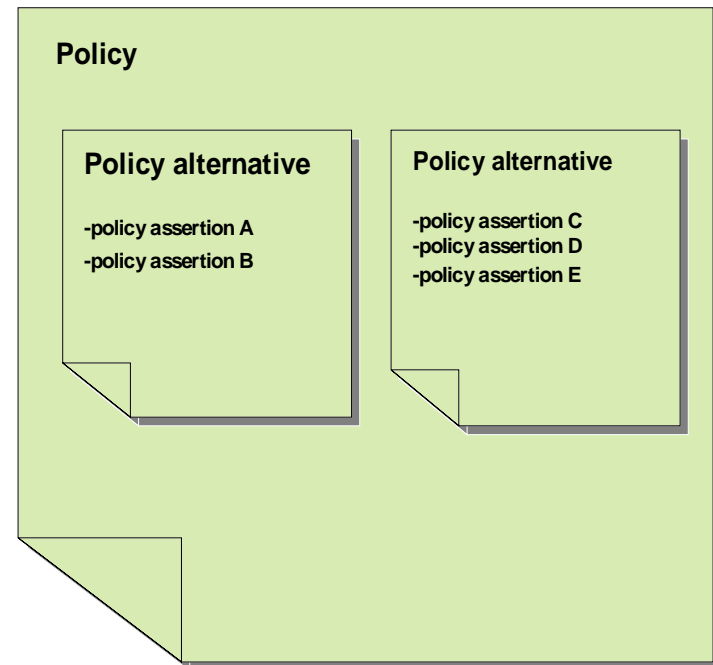 Policy
Policy alternative
-policy assertion A
-policy assertion B
Policy alternative
-policy assertion C
-policy assertion D
-policy assertion E